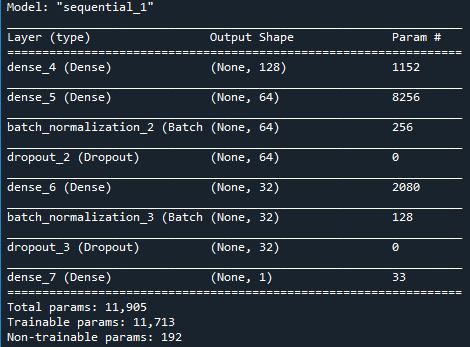 Model: "sequential_1"
Layer (type) Output Shape Param #
dense_4 (Dense) (None, 128) 1152
dense_5 (Dense) (None, 64) 8256
batch_normalization_2 (Batch (None, 64) 256
dropout_2 (Dropout) (None, 64) 0
dense_6 (Dense) (None, 32) 2080
batch_normalization_3 (Batch (None, 32) 128
dropout_3 (Dropout) (None, 32) 0
dense_7 (Dense) (None, 1) 33
Total params: 11,905
Trainable params: 11,713
Non-trainable params: 192